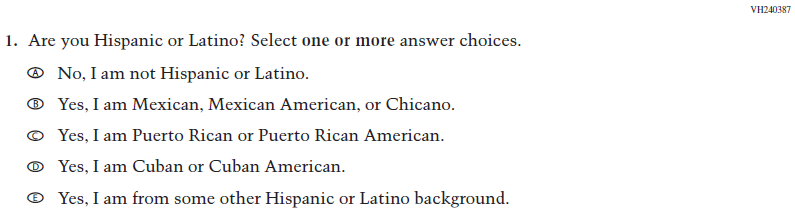 VH240387
1. Are you Hispanic or Latino? Select one or more answer choices.
A No, I am not Hispanic or Latino.
B Yes, I am Mexican, Mexican American, or Chicano.
C Yes, I am Puerto Rican or Puerto Rican American.
D Yes, I am Cuban or Cuban American.
E Yes, I am from some other Hispanic or Latino background.